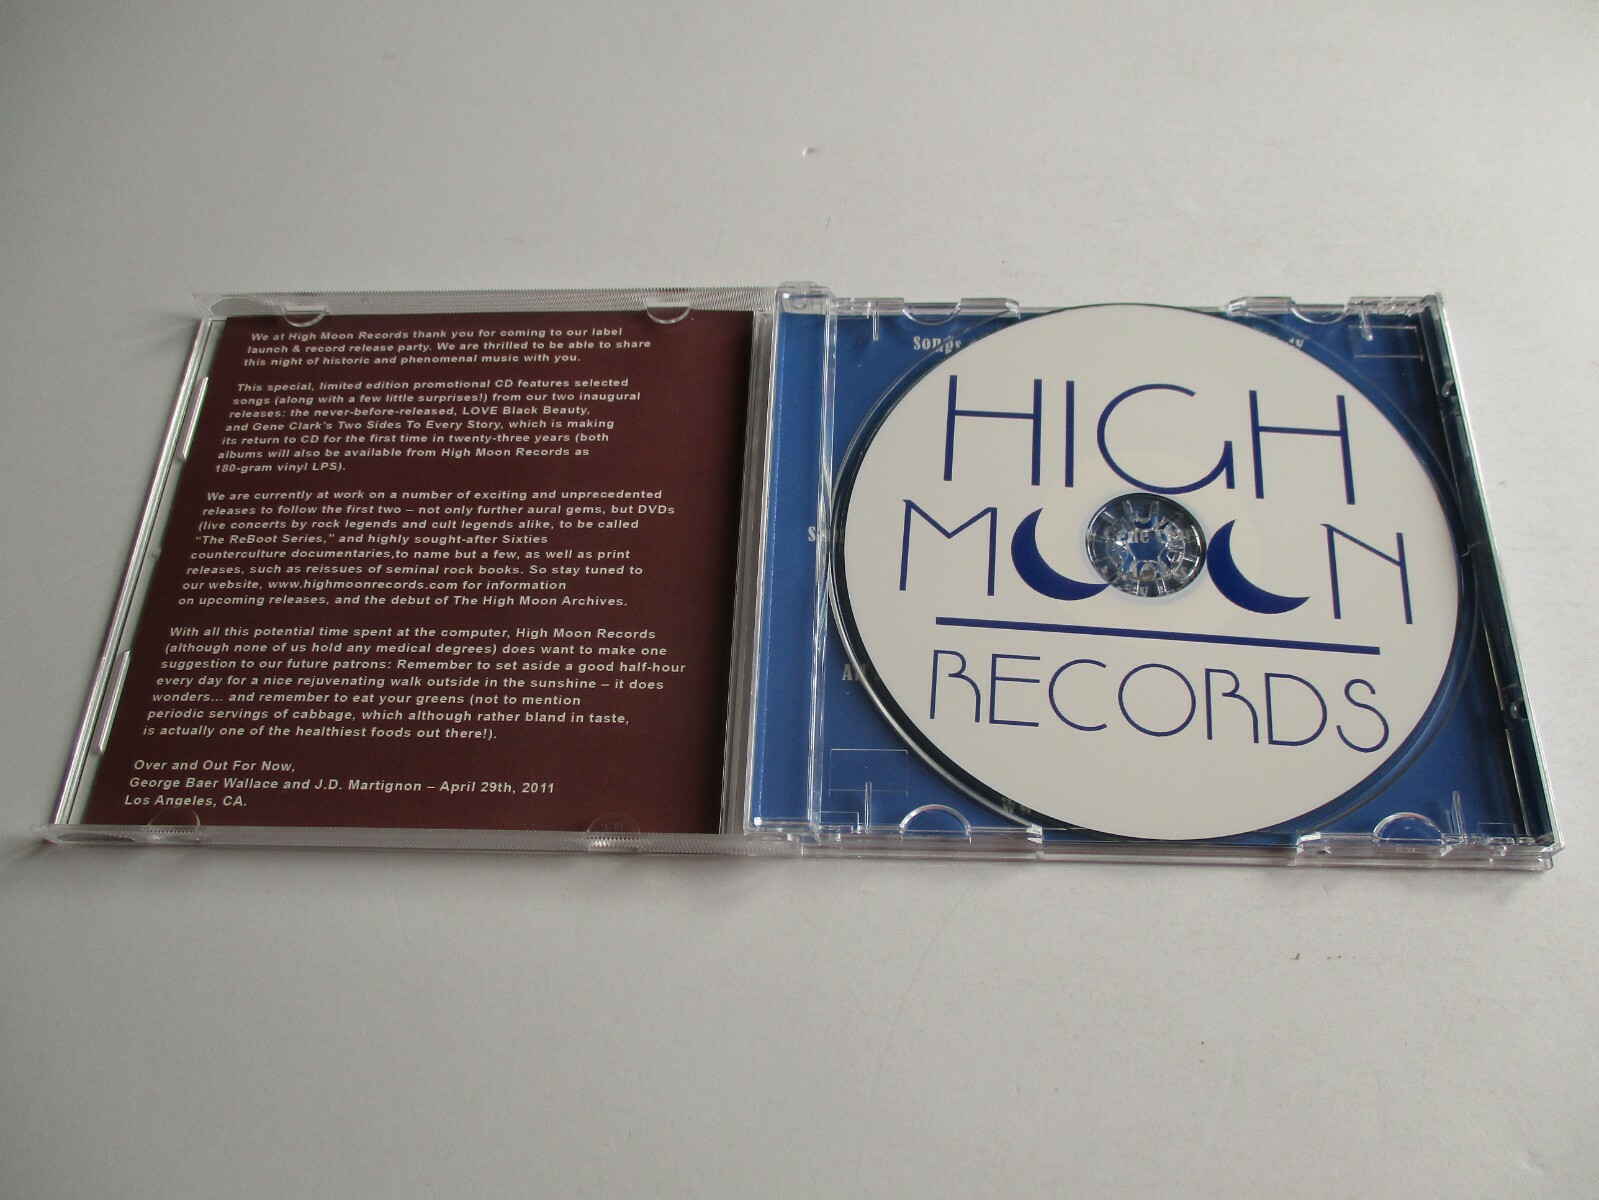 We at High Moon Records thank you for coming to our label
launch & record release party. We are thrilled to be able to share
this night of historic and phenomenal music with you.
This special, limited edition promotional CD features selected
songs (along with a few little surprises!) from our two inaugural
releases: the never-before-released, LOVE Black Beauty,
and Gene Clark's Two Sides To Every Story, which is making
its return to CD for the first time in twenty-three years (both
albums will also be available from High Moon Records as
180-gram vinyl LPS).
We are currently at work on a number of exciting and unprecedented
releases to follow the first two – not only further aural gems, but DVDs
(live concerts by rock legends and cult legends alike, to be called
“The ReBoot Series,” and highly sought-after Sixties
counterculture documentaries,to name but a few, as well as print
releases, such as reissues of seminal rock books. So stay tuned to
our website, www.highmoonrecords.com for information
on upcoming releases, and the debut of The High Moon Archives.
With all this potential time spent at the computer, High Moon Records
(although none of us hold any medical degrees) does want to make one
suggestion to our future patrons: Remember to set aside a good half-hour
every day for a nice rejuvenating walk outside in the sunshine – it does
wonders... and remember to eat your greens (not to mention
periodic servings of cabbage, which although rather bland in taste,
is actually one of the healthiest foods out there!).
Over and Out For Now,
George Baer Wallace and J.D. Martignon – April 29th, 2011
Los Angeles, CA.
Songs
HIGH
MOON
RECORDS